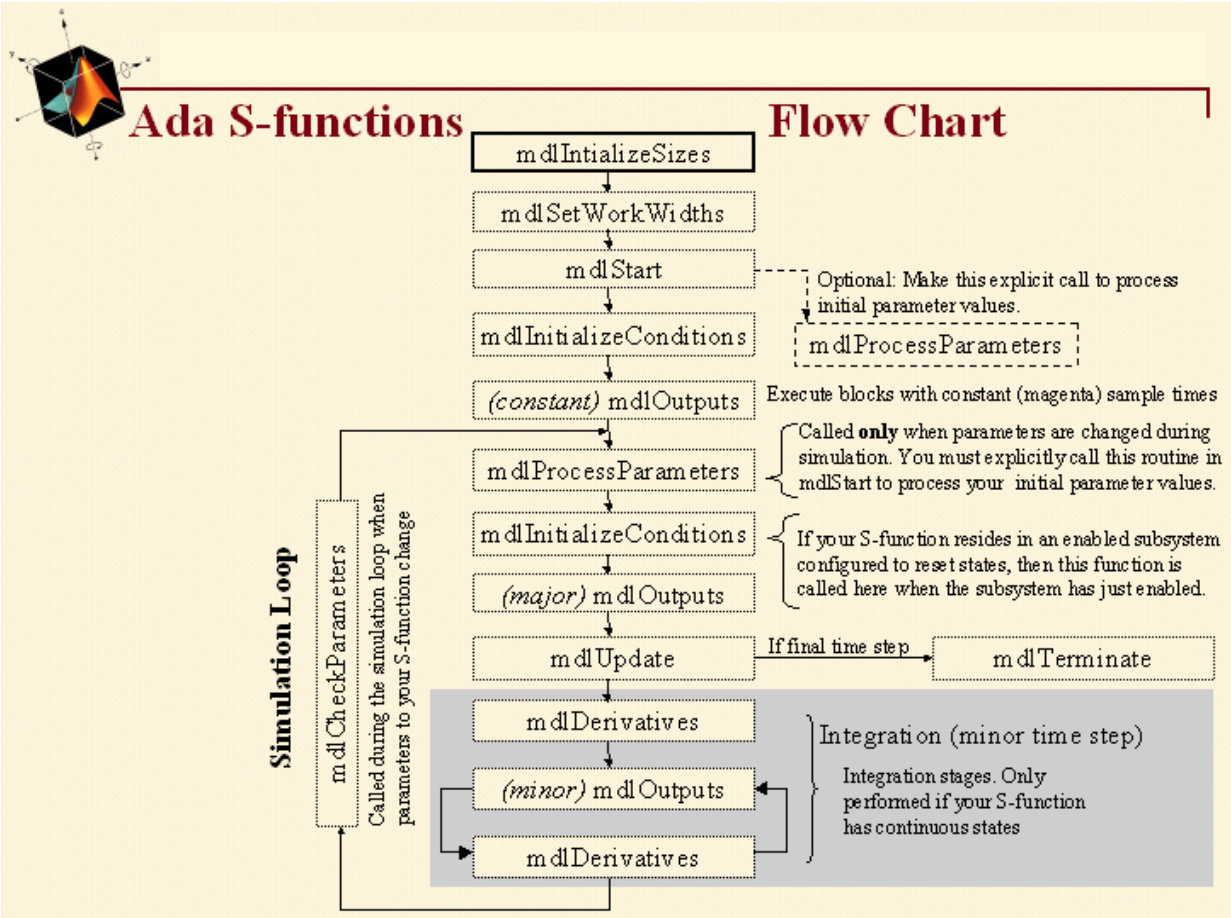 Ada S-functions Flow Chart
mdlIntializeSizes
mdlSetWorkWidths
mdlStart
Optional: Make this explicit call to process
initial parameter values.
mdlProcessParameters
mdlInitializeConditions
(constant) mdlOutputs
Execute blocks with constant (magenta) sample times
mdlProcessParameters
Called only when parameters are changed during
simulation. You must explicitly call this routine in
mdlStart to process your initial parameter values.
mdlInitializeConditions
If your S-function resides in an enabled subsystem
configured to reset states, then this function is
called here when the subsystem has just enabled.
(major) mdlOutputs
mdlUpdate
If final time step
mdlTerminate
mdlDerivatives
Integration (minor time step)
(minor) mdlOutputs
Integration stages. Only
performed if your S-function
has continuous states
mdlDerivatives
Simulation Loop
mdlCheckParameters
Called during the simulation loop when
parameters to your S-function change
y
x
z